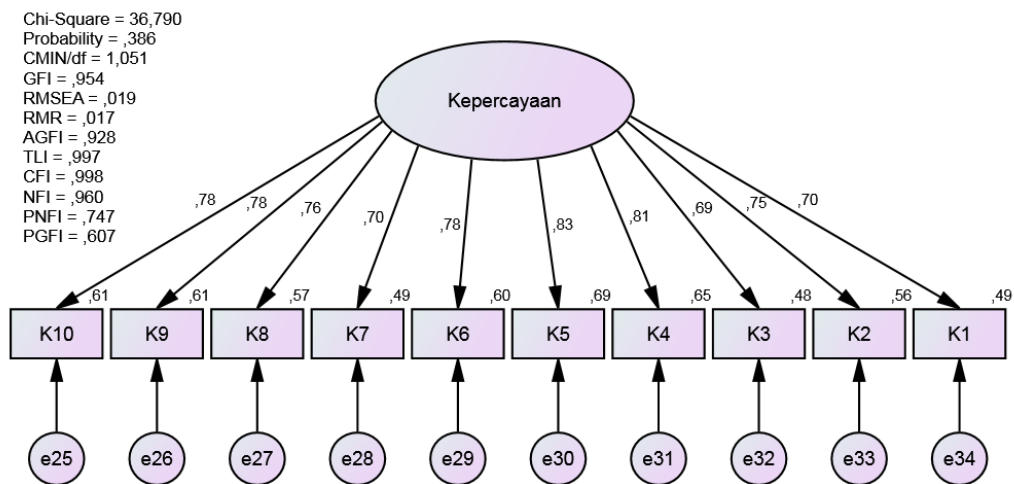 Chi-Square = 36,790
Probability = ,386
CMIN/df = 1,051
GFI = ,954
RMSEA = ,019
RMR = ,017
AGFI = ,928
TLI = ,997
CFI = ,998
NFI = ,960
PNFI = ,747
PGFI = ,607
Kepercayaan
,78 ,78 ,76 ,70 ,78 ,83 ,81 ,69 ,75 ,70
,61 ,61 ,57 ,49 ,60 ,69 ,65 ,48 ,56 ,49
K10 K9 K8 K7 K6 K5 K4 K3 K2 K1
e25 e26 e27 e28 e29 e30 e31 e32 e33 e34